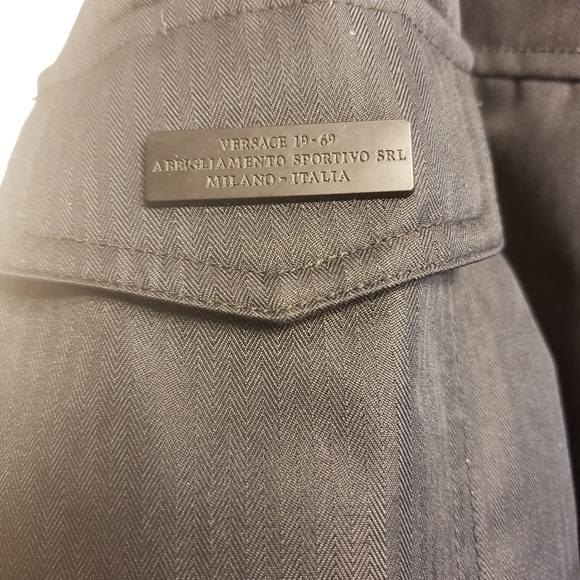 VERSACE 19-69
ABBIGLIAMENTO SPORTIVO SRL
MILANO - ITALIA